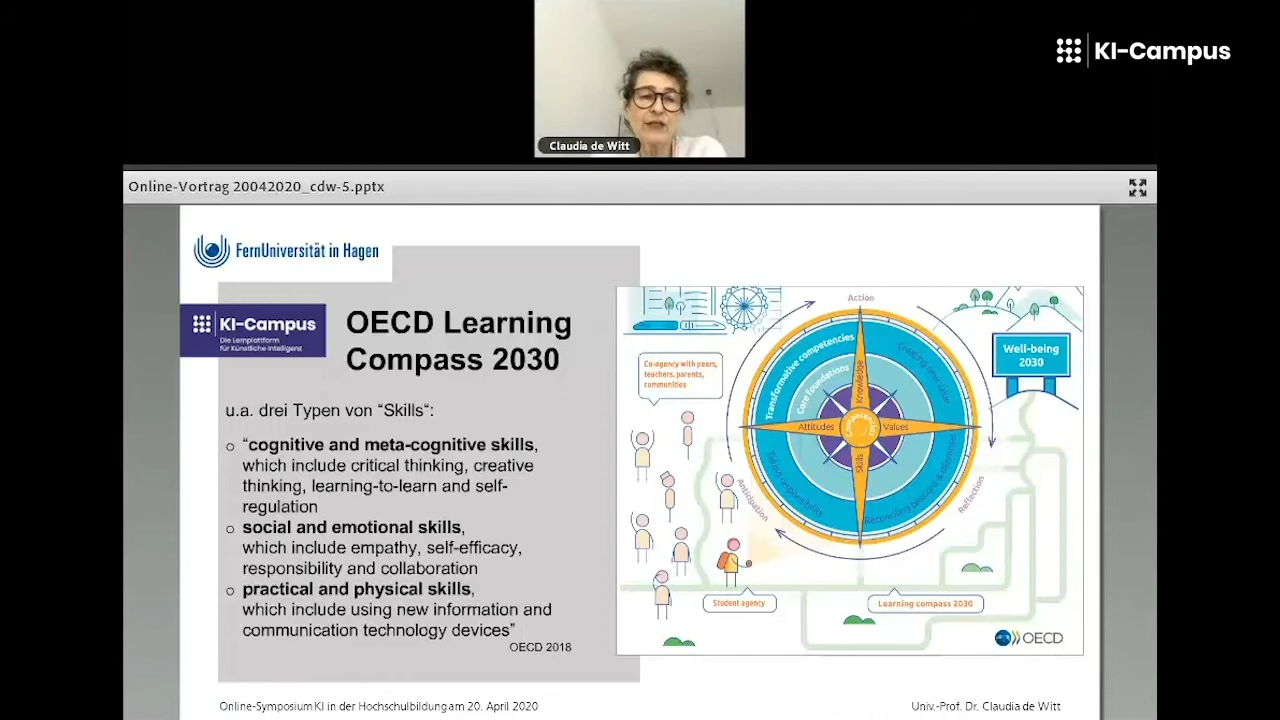 KI-Campus
Claudia de Witt
Online-Vortrag 20042020_cdw-5.pptx
FernUniversität in Hagen
KI-Campus
Die Lernplattform
für Künstliche Intelligenz
OECD Learning
Compass 2030
u.a. drei Typen von “Skills“:
“cognitive and meta-cognitive skills,
which include critical thinking, creative
thinking, learning-to-learn and self-
regulation
social and emotional skills,
which include empathy, self-efficacy,
responsibility and collaboration
practical and physical skills,
which include using new information and
communication technology devices”
OECD 2018
Action
Transformative competencies
Creating new value
Core foundations
Knowledge
Well-being
2030
Co-agency with peers,
teachers, parents,
communities
Attitudes
Competencies
Values
Skills
Taking responsibility
Reconciling tensions & dilemmas
Anticipation
Reflection
Student agency
Learning compass 2030
OECD
Online-Symposium KI in der Hochschulbildung am 20. April 2020
Univ.-Prof. Dr. Claudia de Witt